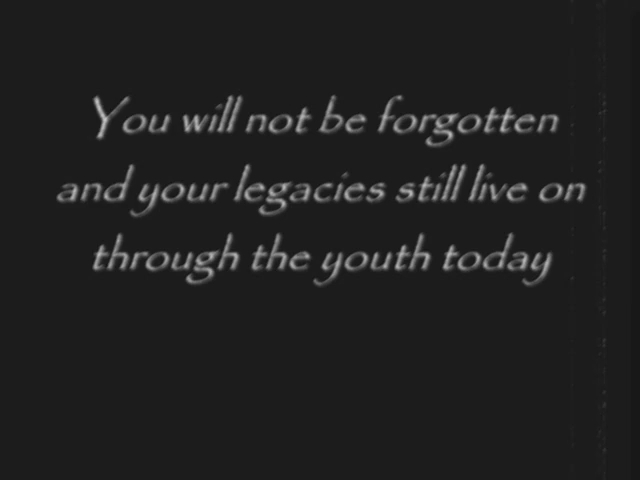 You will not be forgotten
and your legacies still live on
through the youth today